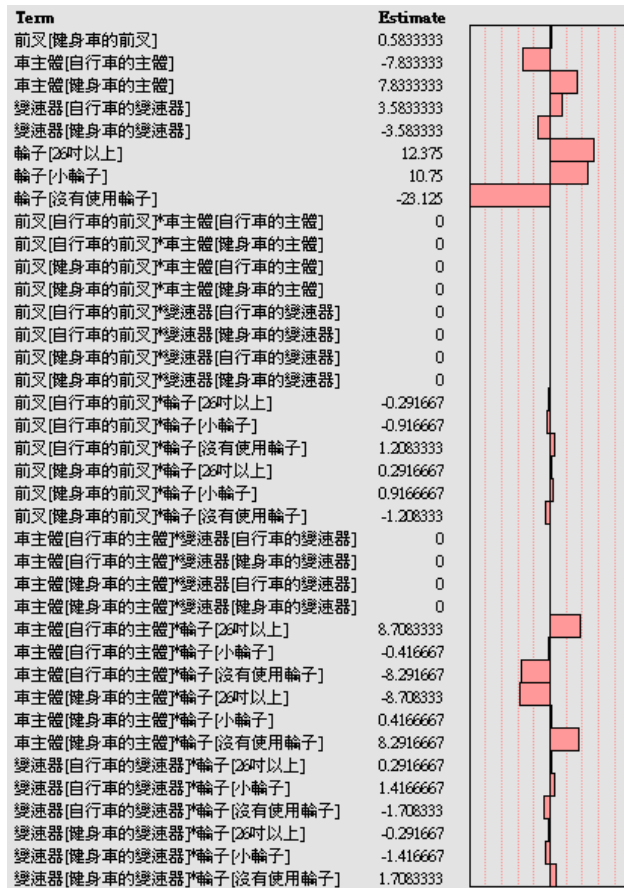 Term Estimate
前叉[健身車的前叉] 0.5833333
車主體[自行車的主體] -7.833333
車主體[健身車的主體] 7.8333333
變速器[自行車的變速器] 3.5833333
變速器[健身車的變速器] -3.583333
輪子[26吋以上] 12.375
輪子[小輪子] 10.75
輪子[沒有使用輪子] -23.125
前叉[自行車的前叉]*車主體[自行車的主體] 0
前叉[自行車的前叉]*車主體[健身車的主體] 0
前叉[健身車的前叉]*車主體[自行車的主體] 0
前叉[健身車的前叉]*車主體[健身車的主體] 0
前叉[自行車的前叉]*變速器[自行車的變速器] 0
前叉[自行車的前叉]*變速器[健身車的變速器] 0
前叉[健身車的前叉]*變速器[自行車的變速器] 0
前叉[健身車的前叉]*變速器[健身車的變速器] 0
前叉[自行車的前叉]*輪子[26吋以上] -0.291667
前叉[自行車的前叉]*輪子[小輪子] -0.916667
前叉[自行車的前叉]*輪子[沒有使用輪子] 1.2083333
前叉[健身車的前叉]*輪子[26吋以上] 0.2916667
前叉[健身車的前叉]*輪子[小輪子] 0.9166667
前叉[健身車的前叉]*輪子[沒有使用輪子] -1.208333
車主體[自行車的主體]*變速器[自行車的變速器] 0
車主體[自行車的主體]*變速器[健身車的變速器] 0
車主體[健身車的主體]*變速器[自行車的變速器] 0
車主體[健身車的主體]*變速器[健身車的變速器] 0
車主體[自行車的主體]*輪子[26吋以上] 8.7083333
車主體[自行車的主體]*輪子[小輪子] -0.416667
車主體[自行車的主體]*輪子[沒有使用輪子] -8.291667
車主體[健身車的主體]*輪子[26吋以上] -8.708333
車主體[健身車的主體]*輪子[小輪子] 0.4166667
車主體[健身車的主體]*輪子[沒有使用輪子] 8.2916667
變速器[自行車的變速器]*輪子[26吋以上] 0.2916667
變速器[自行車的變速器]*輪子[小輪子] 1.4166667
變速器[自行車的變速器]*輪子[沒有使用輪子] -1.708333
變速器[健身車的變速器]*輪子[26吋以上] -0.291667
變速器[健身車的變速器]*輪子[小輪子] -1.416667
變速器[健身車的變速器]*輪子[沒有使用輪子] 1.7083333